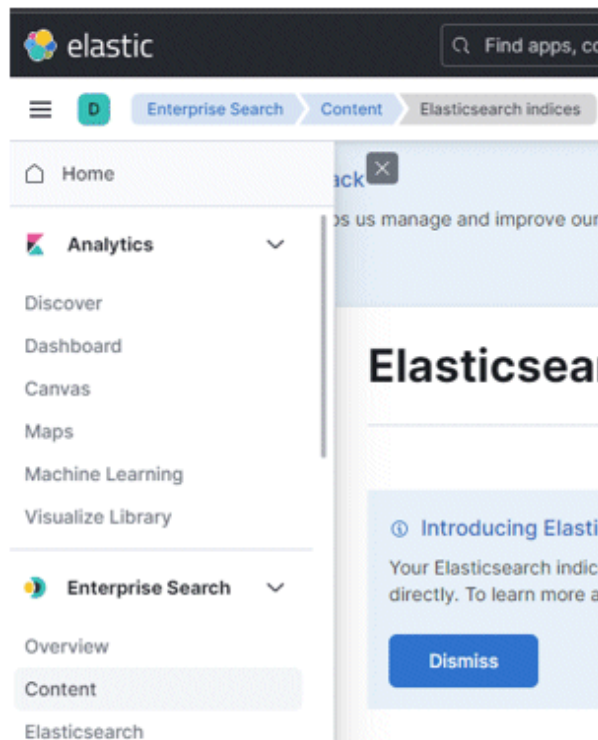 elastic
Find apps, co
D
Enterprise Search
Content
Elasticsearch indices
Home
ack
Analytics
os us manage and improve our
Discover
Dashboard
Canvas
Elasticsear
Maps
Machine Learning
Visualize Library
Introducing Elasti
Your Elasticsearch indic
directly. To learn more a
Enterprise Search
Overview
Dismiss
Content
Elasticsearch